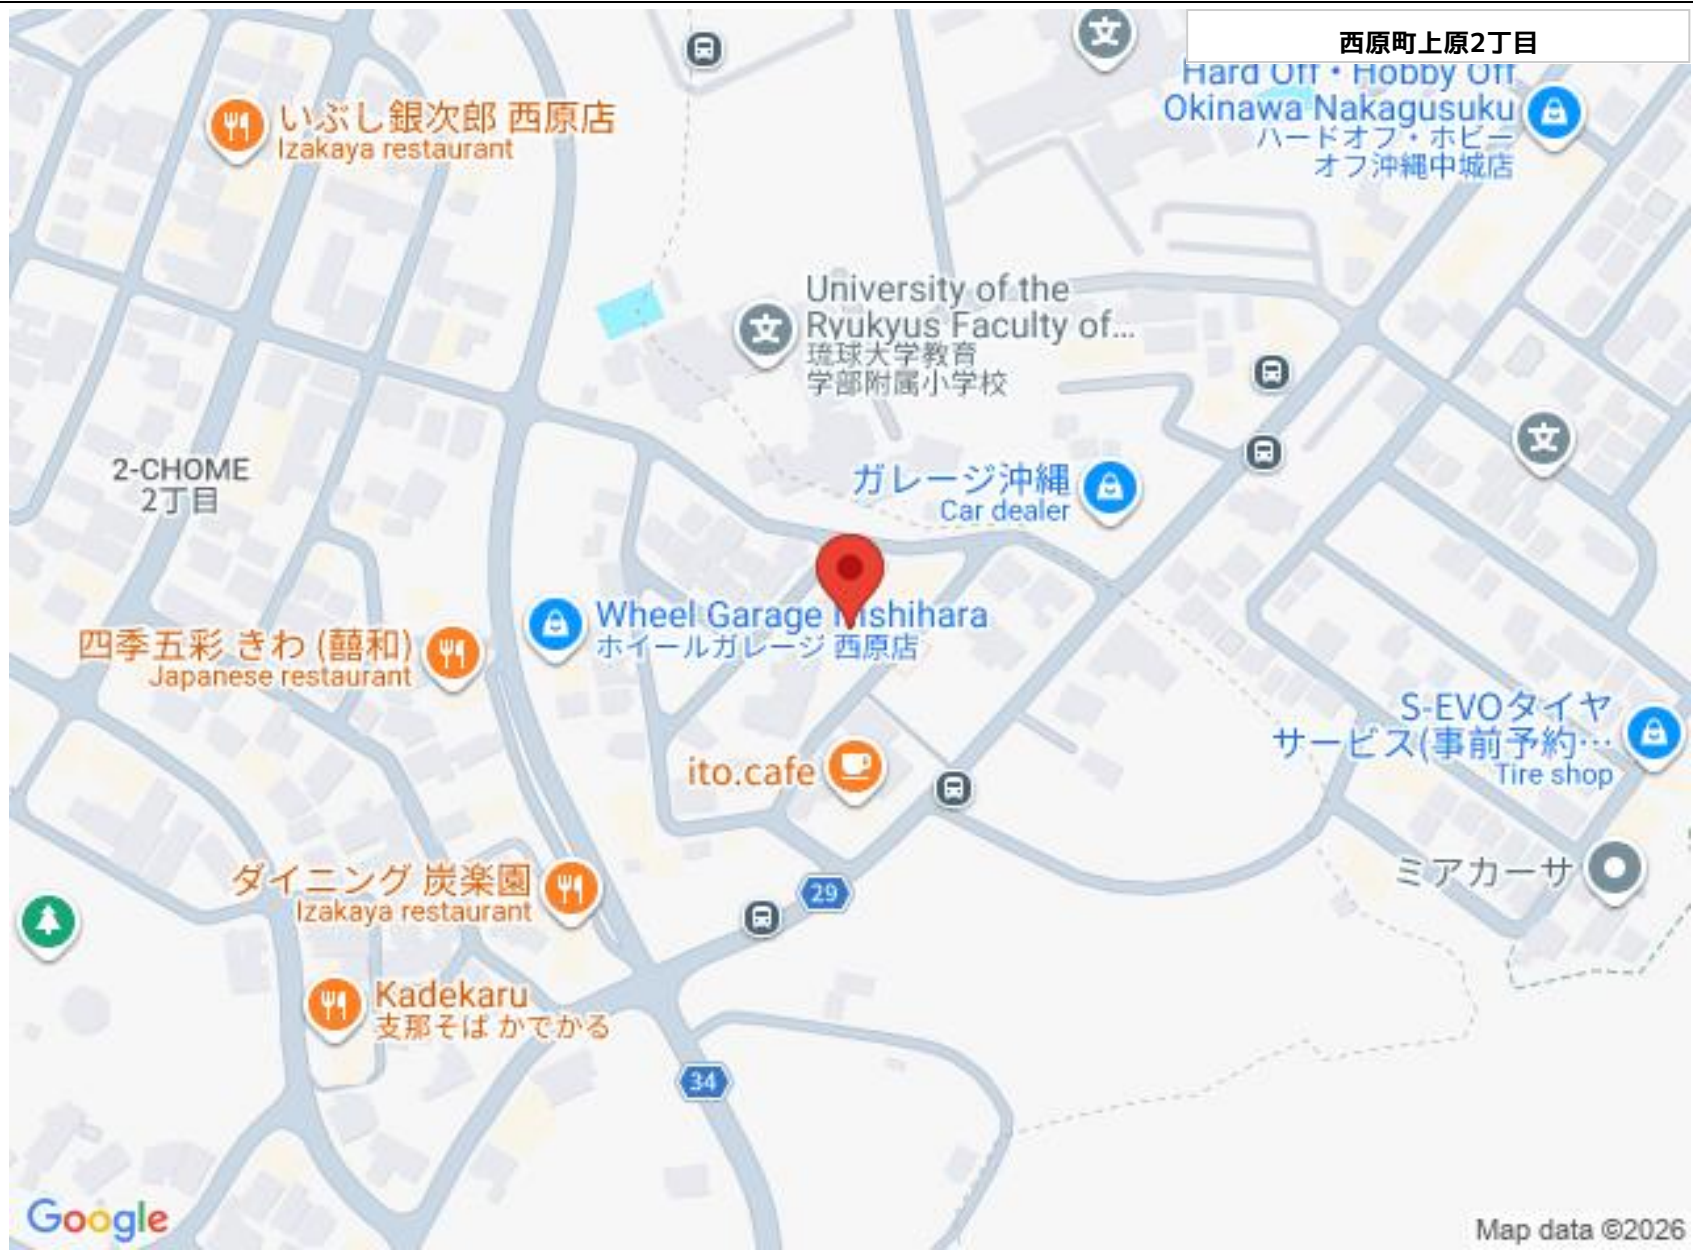 西原町上原2丁目
Hard Off・Hobby Off
Okinawa Nakagusuku
ハードオフ・ホビー
オフ沖縄中城店
いぶし銀次郎 西原店
Izakaya restaurant
University of the
Ryukyus Faculty of...
琉球大学教育
学部附属小学校
2-CHOME
2丁目
ガレージ沖縄
Car dealer
Wheel Garage Nishihara
ホイールガレージ 西原店
四季五彩 きわ (囍和)
Japanese restaurant
S-EVOタイヤ
サービス(事前予約…
Tire shop
ito.cafe
ミアカーサ
ダイニング 炭楽園
Izakaya restaurant
29
Kadekaru
支那そば かでかる
34
Google
Map data ©2026